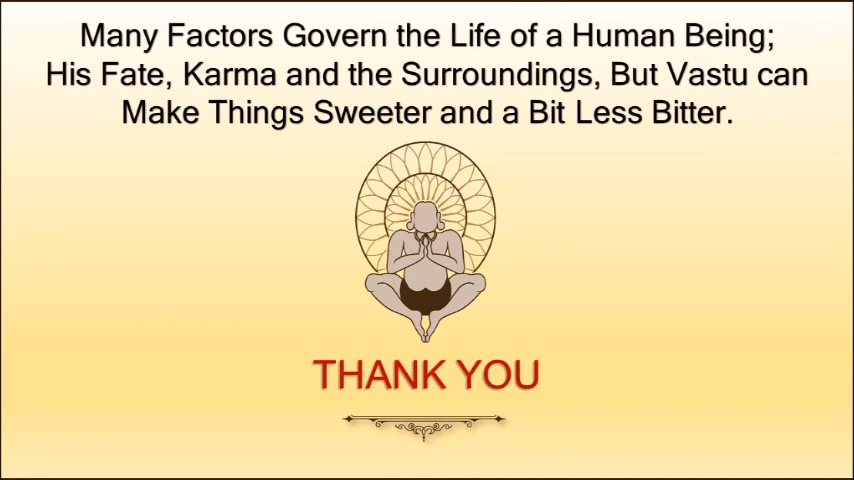 Many Factors Govern the Life of a Human Being;
His Fate, Karma and the Surroundings, But Vastu can
Make Things Sweeter and a Bit Less Bitter.
THANK YOU